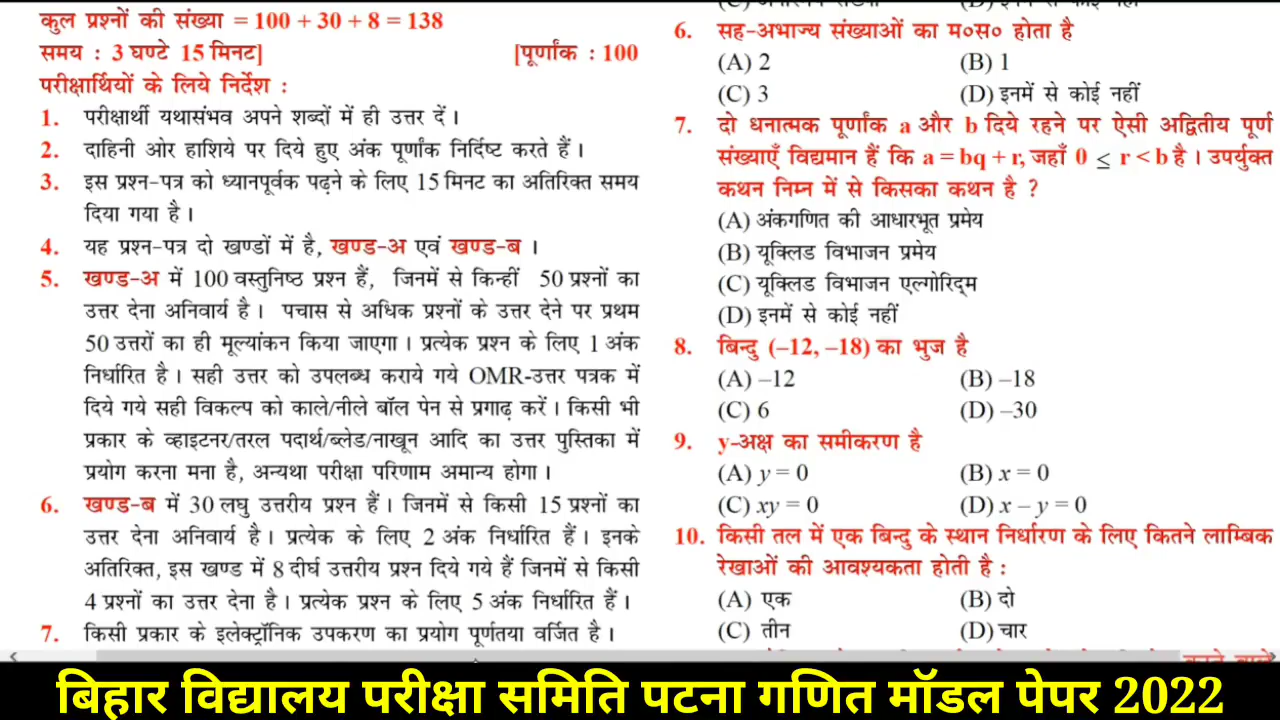 कुल प्रश्नों की संख्या = 100 + 30 + 8 = 138
समय : 3 घण्टे 15 मिनट] [पूर्णांक : 100
परीक्षार्थियों के लिये निर्देश :
1. परीक्षार्थी यथासंभव अपने शब्दों में ही उत्तर दें ।
2. दाहिनी ओर हाशिये पर दिये हुए अंक पूर्णांक निर्दिष्ट करते हैं ।
3. इस प्रश्न-पत्र को ध्यानपूर्वक पढ़ने के लिए 15 मिनट का अतिरिक्त समय
दिया गया है ।
4. यह प्रश्न-पत्र दो खण्डों में है, खण्ड-अ एवं खण्ड-ब ।
5. खण्ड-अ में 100 वस्तुनिष्ठ प्रश्न हैं, जिनमें से किन्हीं 50 प्रश्नों का
उत्तर देना अनिवार्य है । पचास से अधिक प्रश्नों के उत्तर देने पर प्रथम
50 उत्तरों का ही मूल्यांकन किया जाएगा । प्रत्येक प्रश्न के लिए 1 अंक
निर्धारित है । सही उत्तर को उपलब्ध कराये गये OMR-उत्तर पत्रक में
दिये गये सही विकल्प को काले/नीले बॉल पेन से प्रगाढ़ करें । किसी भी
प्रकार के व्हाइटनर/तरल पदार्थ/ब्लेड/नाखून आदि का उत्तर पुस्तिका में
प्रयोग करना मना है, अन्यथा परीक्षा परिणाम अमान्य होगा ।
6. खण्ड-ब में 30 लघु उत्तरीय प्रश्न हैं । जिनमें से किसी 15 प्रश्नों का
उत्तर देना अनिवार्य है । प्रत्येक के लिए 2 अंक निर्धारित हैं । इनके
अतिरिक्त, इस खण्ड में 8 दीर्घ उत्तरीय प्रश्न दिये गये हैं जिनमें से किसी
4 प्रश्नों का उत्तर देना है । प्रत्येक प्रश्न के लिए 5 अंक निर्धारित हैं ।
7. किसी प्रकार के इलेक्ट्रॉनिक उपकरण का प्रयोग पूर्णतया वर्जित है ।
6. सह-अभाज्य संख्याओं का म०स० होता है
(A) 2 (B) 1
(C) 3 (D) इनमें से कोई नहीं
7. दो धनात्मक पूर्णांक a और b दिये रहने पर ऐसी अद्वितीय पूर्ण
संख्याएँ विद्यमान हैं कि a = bq + r, जहाँ 0 ≤ r < b है । उपर्युक्त
कथन निम्न में से किसका कथन है ?
(A) अंकगणित की आधारभूत प्रमेय
(B) यूक्लिड विभाजन प्रमेय
(C) यूक्लिड विभाजन एल्गोरिद्म
(D) इनमें से कोई नहीं
8. बिन्दु (–12, –18) का भुज है
(A) –12 (B) –18
(C) 6 (D) –30
9. y-अक्ष का समीकरण है
(A) y = 0 (B) x = 0
(C) xy = 0 (D) x – y = 0
10. किसी तल में एक बिन्दु के स्थान निर्धारण के लिए कितने लाम्बिक
रेखाओं की आवश्यकता होती है :
(A) एक (B) दो
(C) तीन (D) चार
बिहार विद्यालय परीक्षा समिति पटना गणित मॉडल पेपर 2022